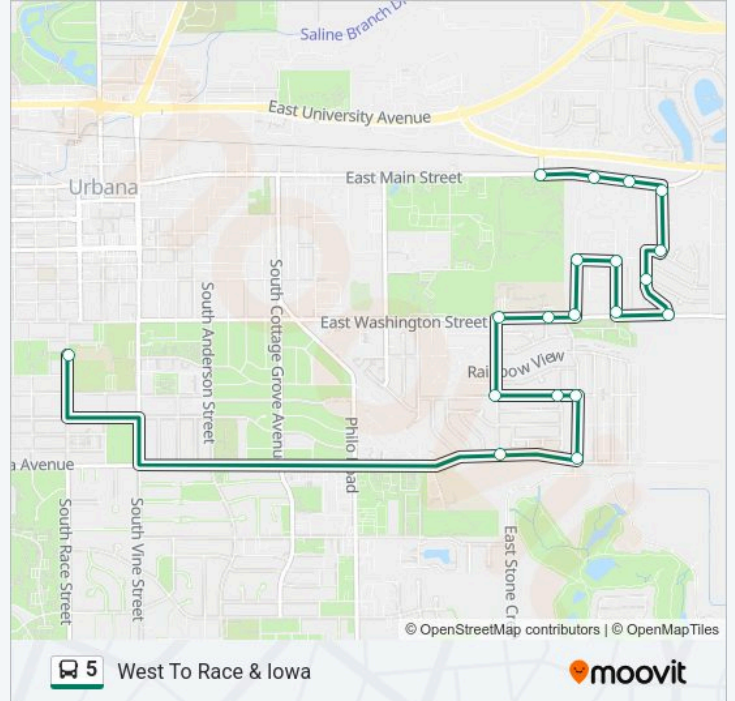 Saline Branch Dr
East University Avenue
East Main Street
Urbana
South Cottage Grove Avenu
South Anderson Street
East Washington Street
Rainbow View
Philo Road
a Avenue
South Race Street
South Vine Street
East Stone Cr
© OpenStreetMap contributors | © OpenMapTiles
5 West To Race & Iowa
moovit